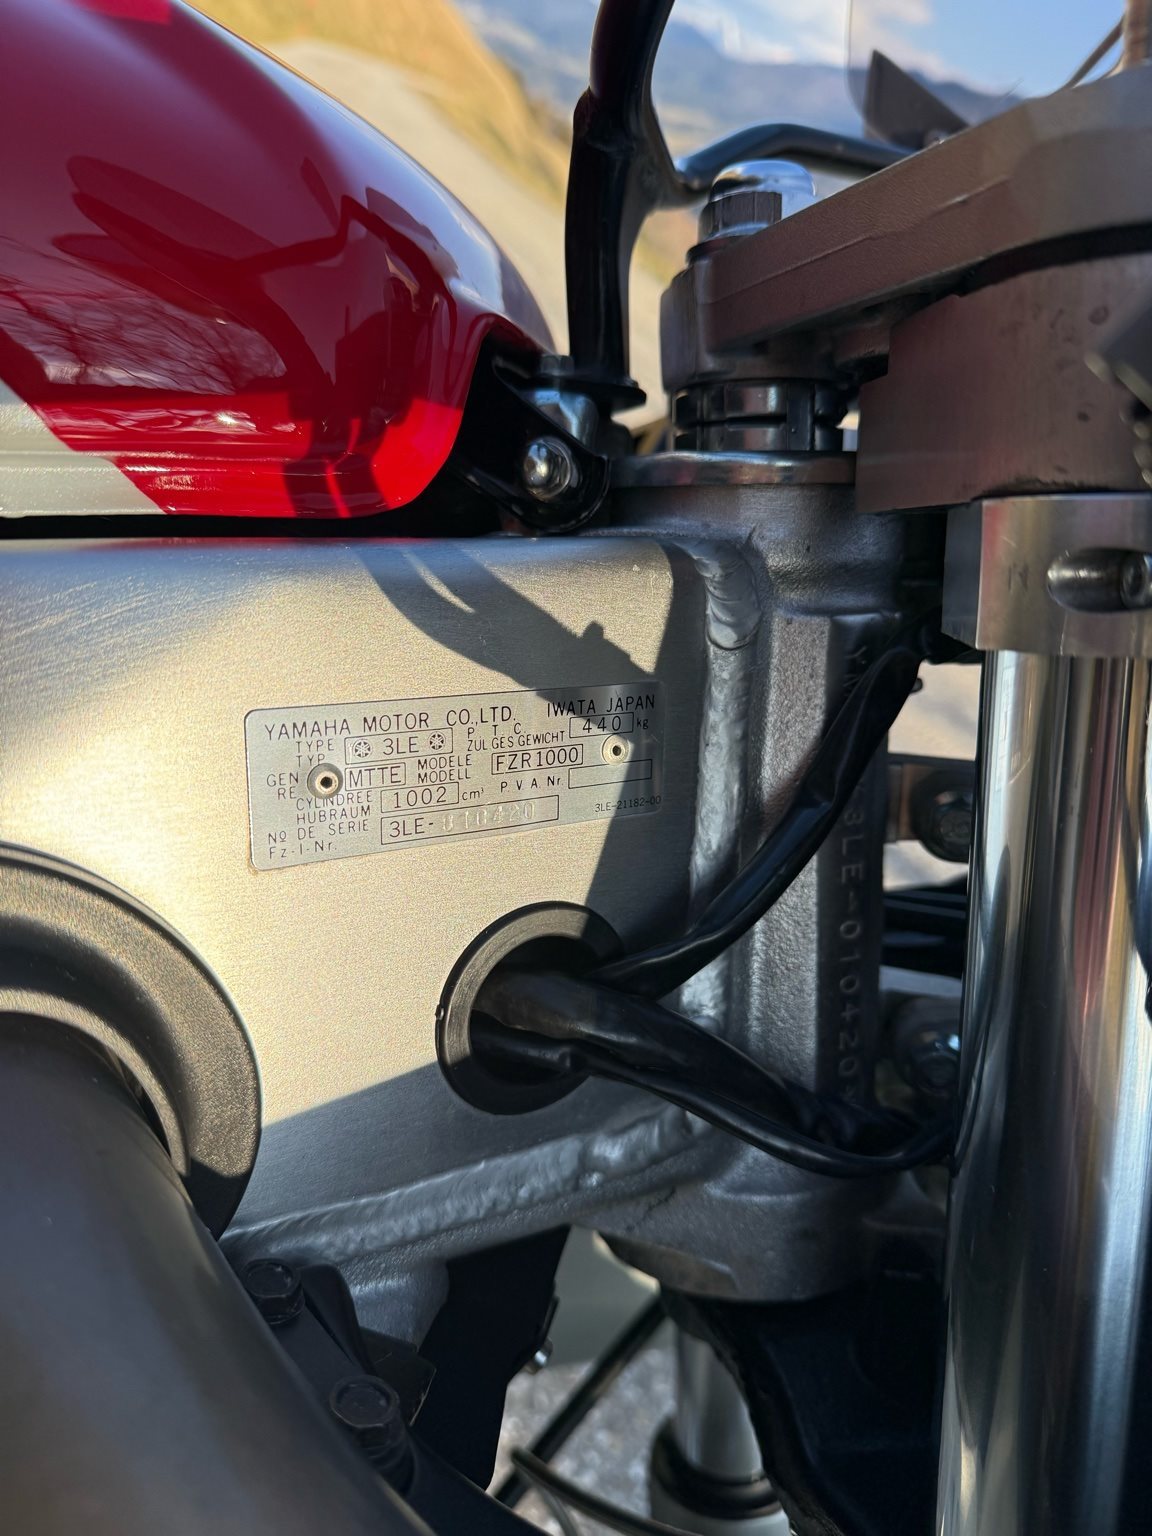 YAMAHA MOTOR CO.,LTD. IWATA JAPAN
TYPE 3LE P. T. C. 440 kg
TYP ZUL GES GEWICHT
GEN MTTE MODELE FZR1000
RE MODELL
CYLINDREE 1002 cm³ P V A. Nr.
HUBRAUM
Nº DE SERIE 3LE-010420
Fz-I-Nr.
3LE-21182-00
3LE-010420